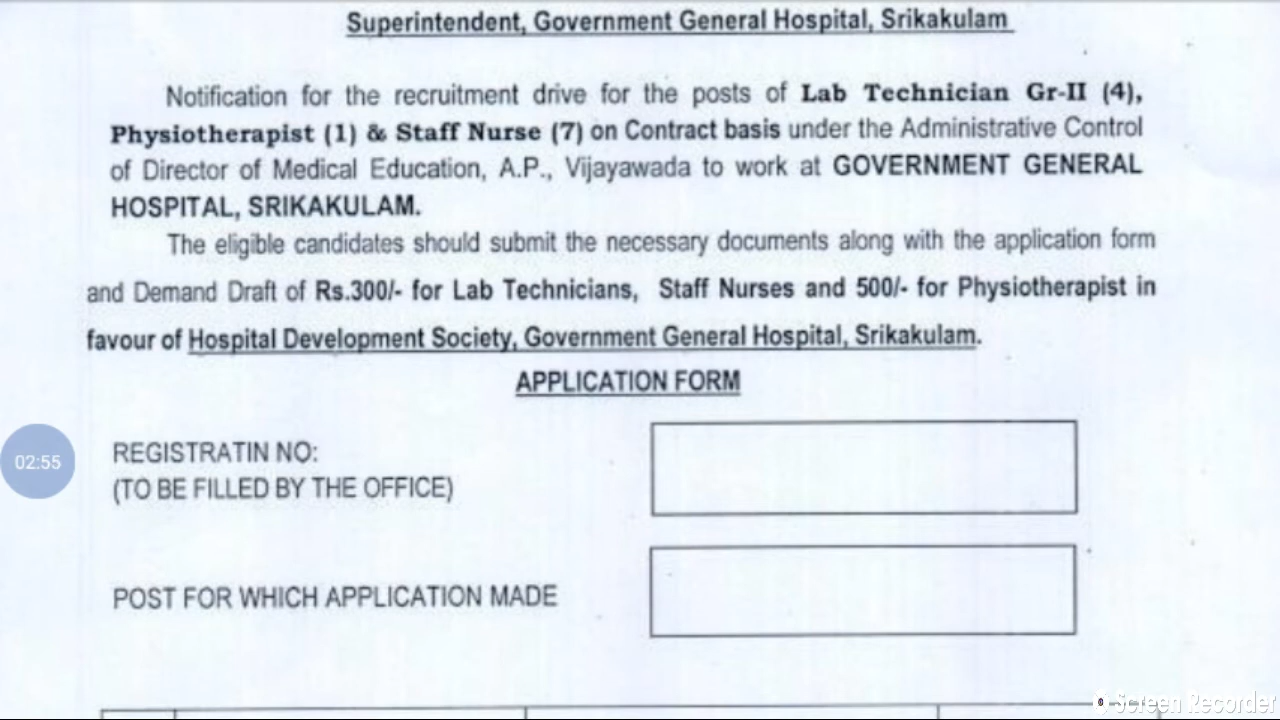 Superintendent, Government General Hospital, Srikakulam
Notification for the recruitment drive for the posts of Lab Technician Gr-II (4),
Physiotherapist (1) & Staff Nurse (7) on Contract basis under the Administrative Control
of Director of Medical Education, A.P., Vijayawada to work at GOVERNMENT GENERAL
HOSPITAL, SRIKAKULAM.
The eligible candidates should submit the necessary documents along with the application form
and Demand Draft of Rs.300/- for Lab Technicians, Staff Nurses and 500/- for Physiotherapist in
favour of Hospital Development Society, Government General Hospital, Srikakulam.
APPLICATION FORM
REGISTRATIN NO:
(TO BE FILLED BY THE OFFICE)
02:55
POST FOR WHICH APPLICATION MADE
Screen Recorder